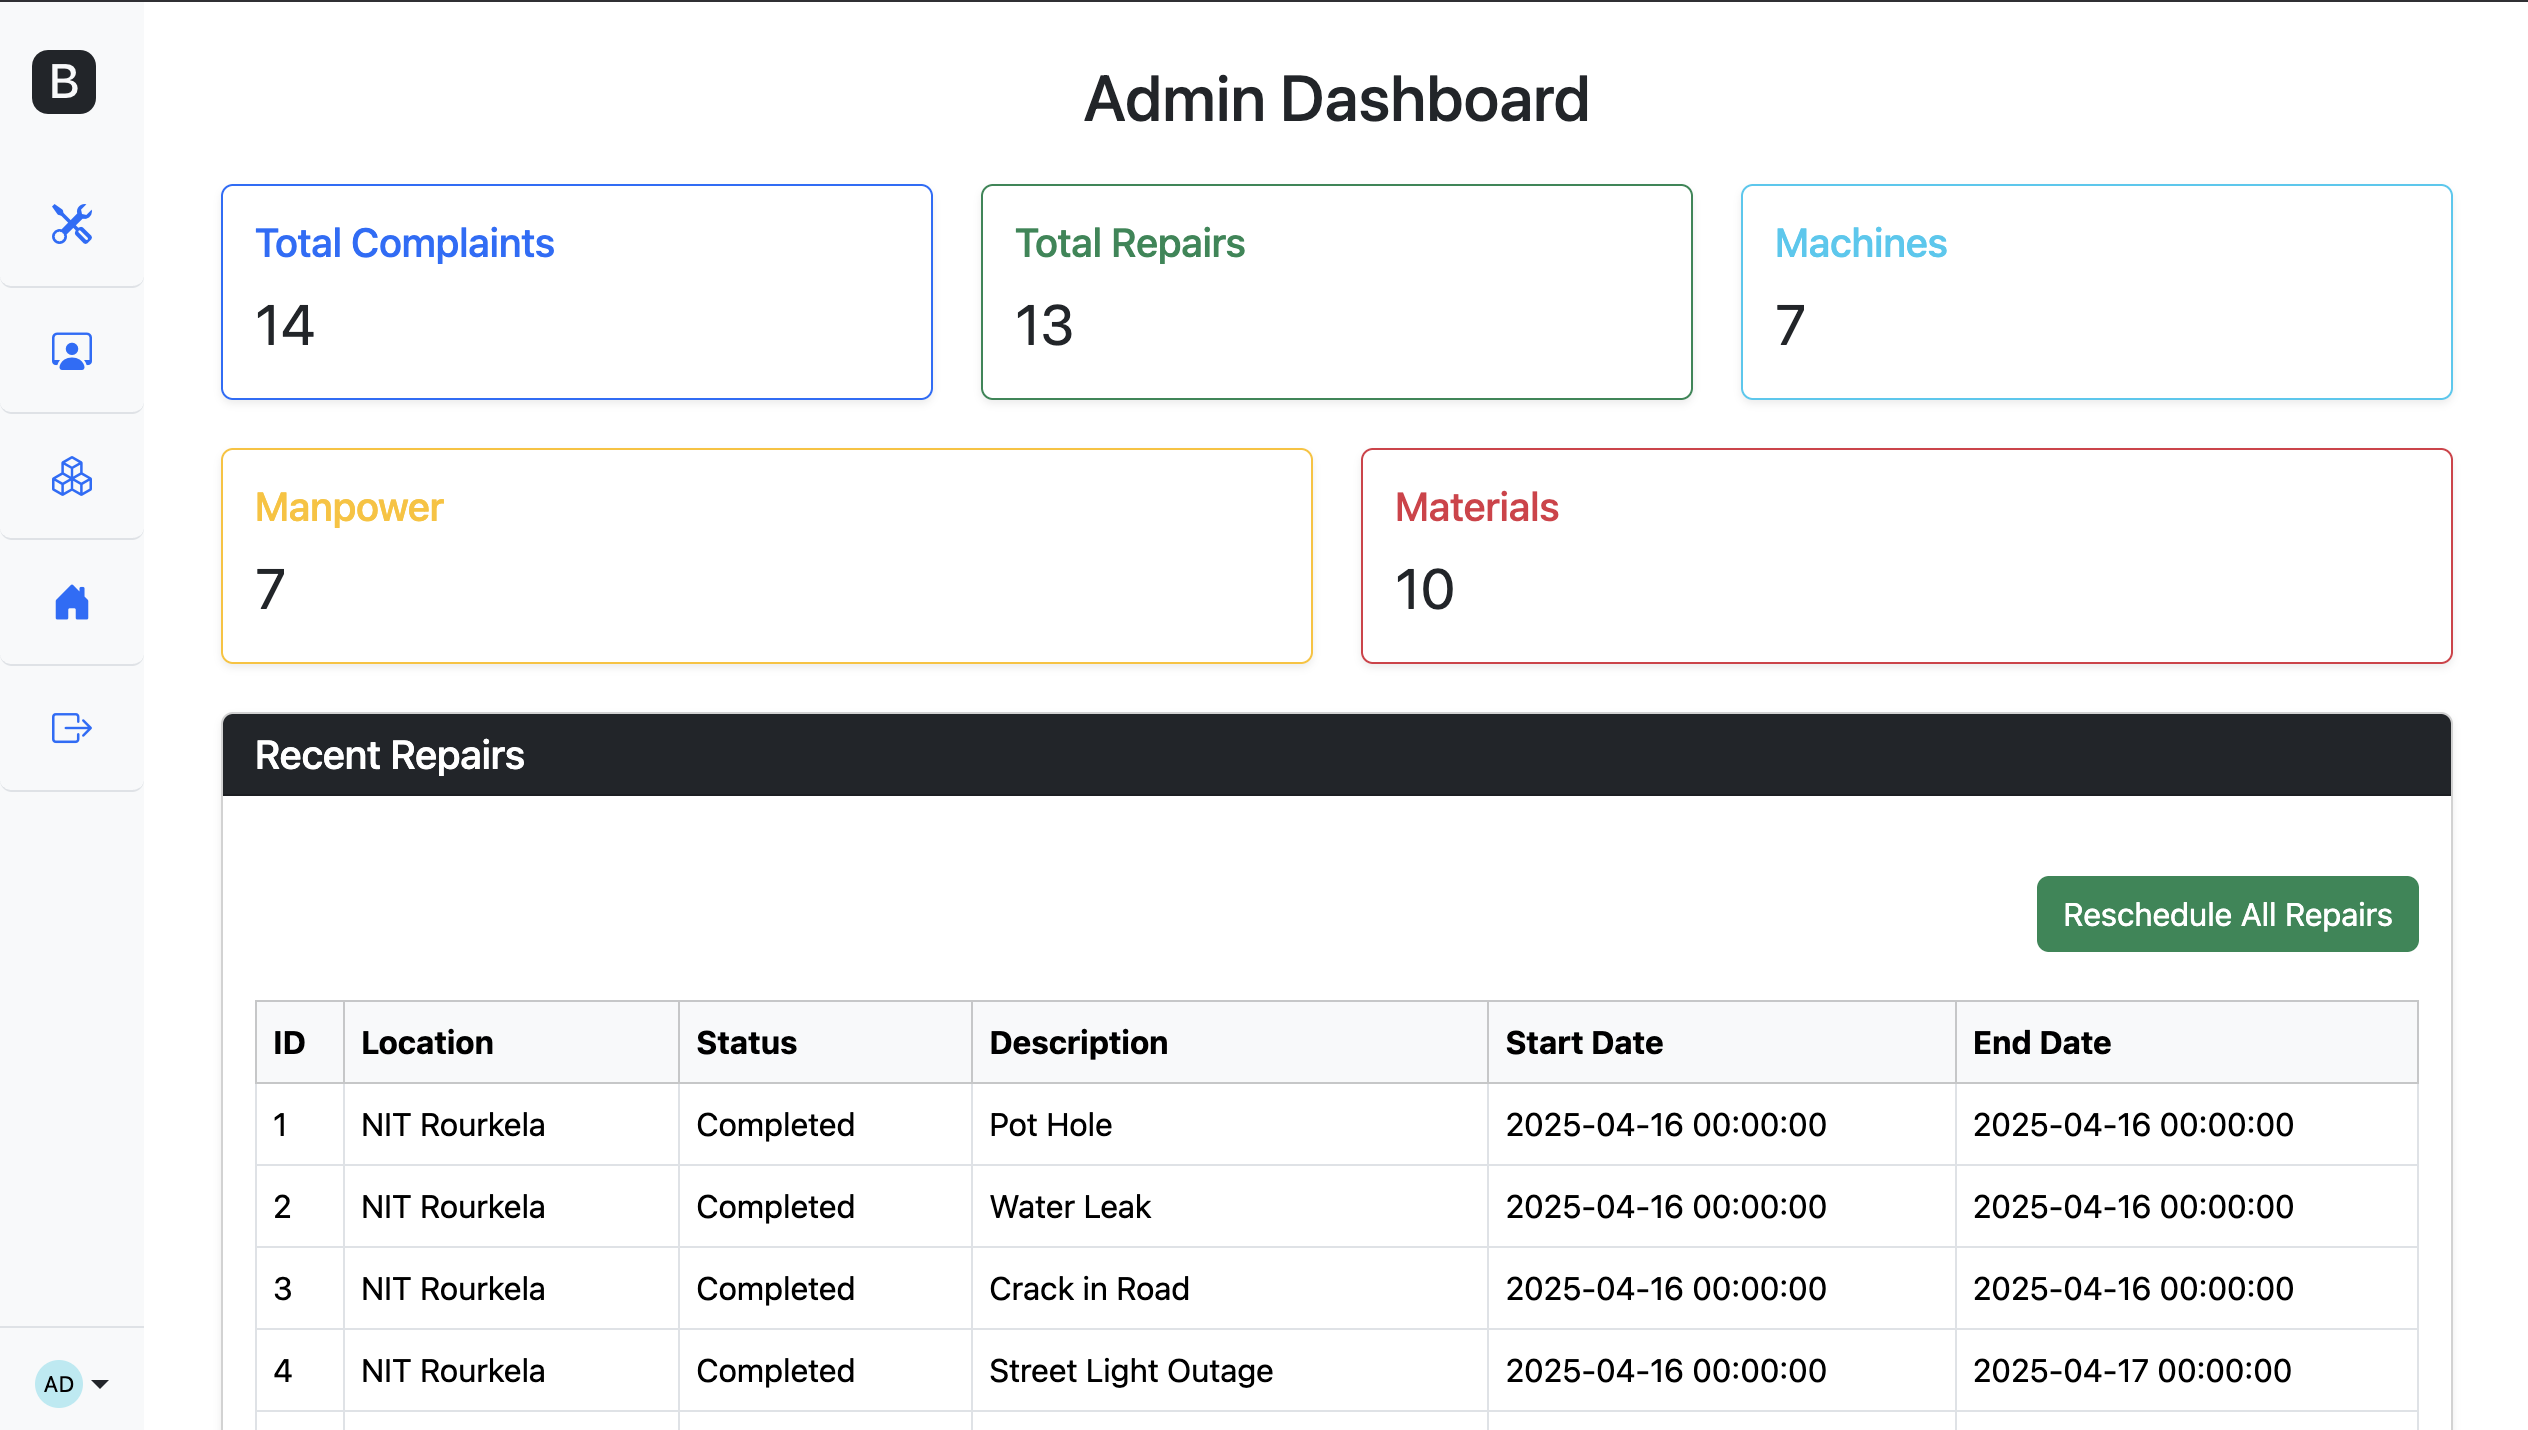 B
Admin Dashboard
Total Complaints
14
Total Repairs
13
Machines
7
Manpower
7
Materials
10
Recent Repairs
Reschedule All Repairs
ID Location Status Description Start Date End Date
1 NIT Rourkela Completed Pot Hole 2025-04-16 00:00:00 2025-04-16 00:00:00
2 NIT Rourkela Completed Water Leak 2025-04-16 00:00:00 2025-04-16 00:00:00
3 NIT Rourkela Completed Crack in Road 2025-04-16 00:00:00 2025-04-16 00:00:00
4 NIT Rourkela Completed Street Light Outage 2025-04-16 00:00:00 2025-04-17 00:00:00
AD